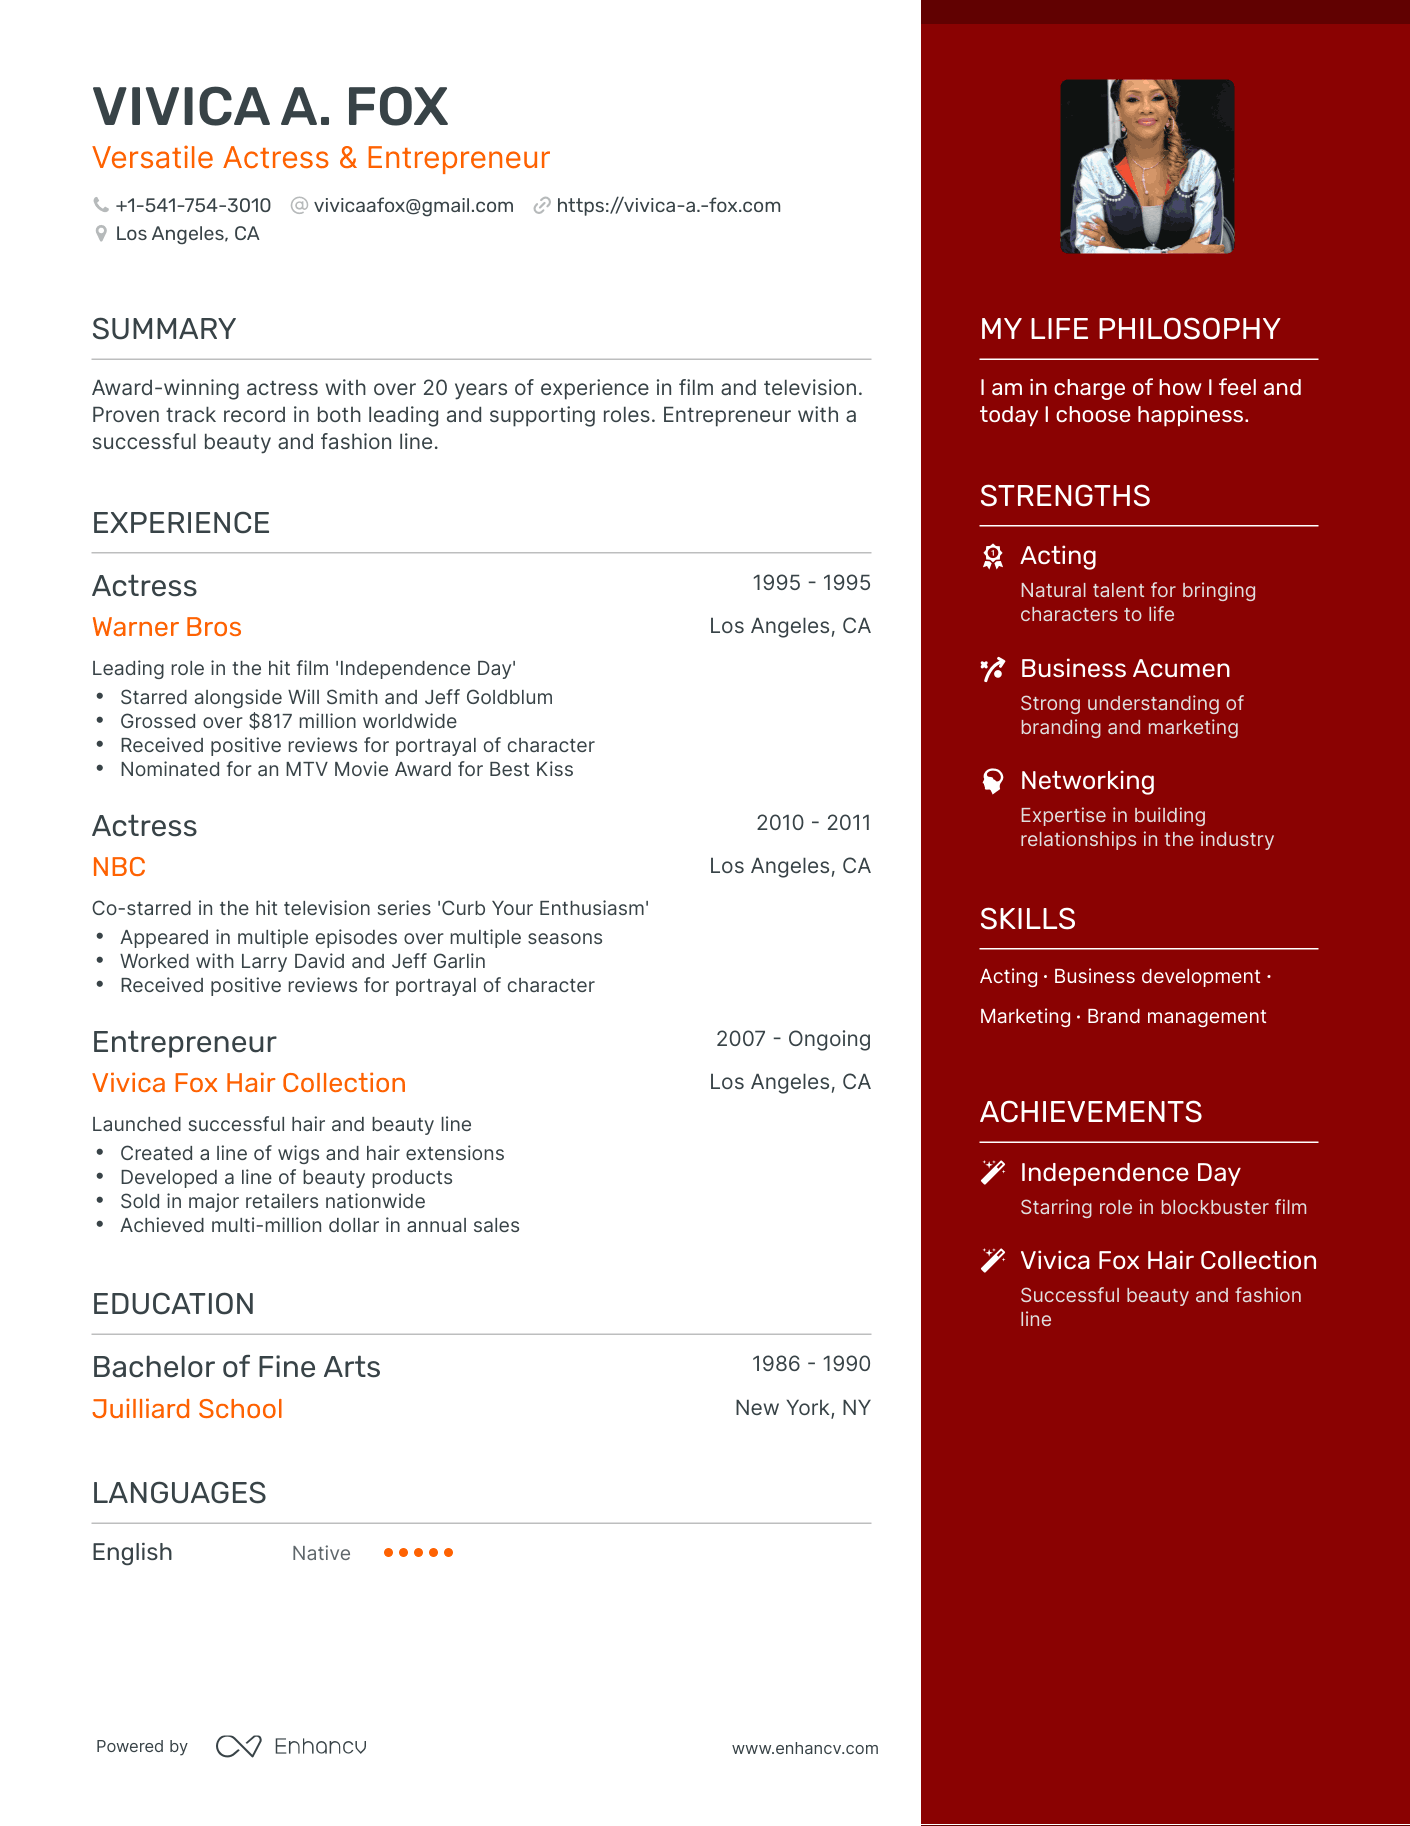 VIVICA A. FOX
Versatile Actress & Entrepreneur
+1-541-754-3010 vivicaafox@gmail.com https://vivica-a.-fox.com
Los Angeles, CA
SUMMARY
Award-winning actress with over 20 years of experience in film and television.
Proven track record in both leading and supporting roles. Entrepreneur with a
successful beauty and fashion line.
EXPERIENCE
Actress 1995 - 1995
Warner Bros Los Angeles, CA
Leading role in the hit film 'Independence Day'
• Starred alongside Will Smith and Jeff Goldblum
• Grossed over $817 million worldwide
• Received positive reviews for portrayal of character
• Nominated for an MTV Movie Award for Best Kiss
Actress 2010 - 2011
NBC Los Angeles, CA
Co-starred in the hit television series 'Curb Your Enthusiasm'
• Appeared in multiple episodes over multiple seasons
• Worked with Larry David and Jeff Garlin
• Received positive reviews for portrayal of character
Entrepreneur 2007 - Ongoing
Vivica Fox Hair Collection Los Angeles, CA
Launched successful hair and beauty line
• Created a line of wigs and hair extensions
• Developed a line of beauty products
• Sold in major retailers nationwide
• Achieved multi-million dollar in annual sales
EDUCATION
Bachelor of Fine Arts 1986 - 1990
Juilliard School New York, NY
LANGUAGES
English Native
Powered by Enhancv www.enhancv.com
MY LIFE PHILOSOPHY
I am in charge of how I feel and
today I choose happiness.
STRENGTHS
Acting
Natural talent for bringing
characters to life
Business Acumen
Strong understanding of
branding and marketing
Networking
Expertise in building
relationships in the industry
SKILLS
Acting · Business development ·
Marketing · Brand management
ACHIEVEMENTS
Independence Day
Starring role in blockbuster film
Vivica Fox Hair Collection
Successful beauty and fashion
line